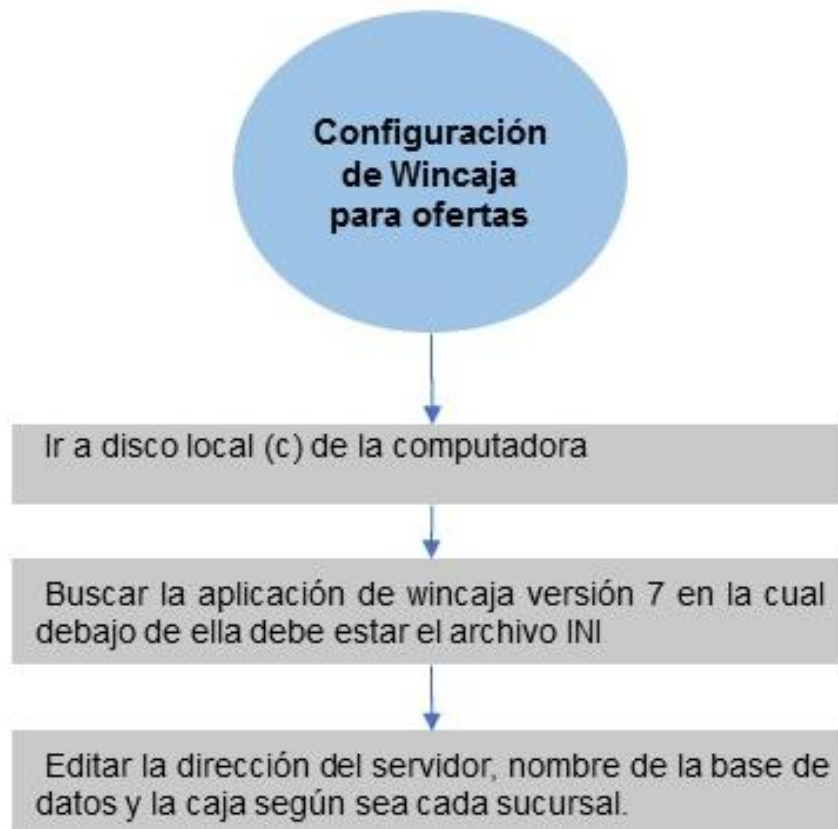 Configuración
de Wincaja
para ofertas
Ir a disco local (c) de la computadora
Buscar la aplicación de wincaja versión 7 en la cual
debajo de ella debe estar el archivo INI
Editar la dirección del servidor, nombre de la base de
datos y la caja según sea cada sucursal.